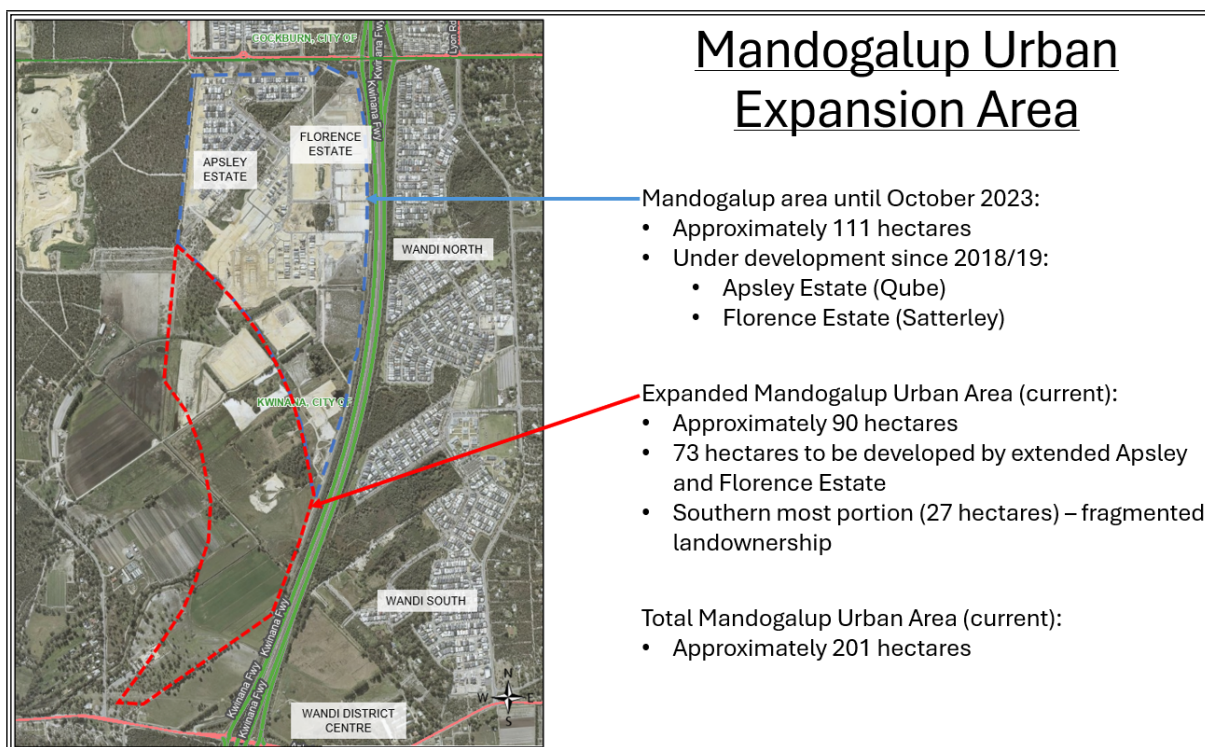 Mandogalup Urban
Expansion Area
COCKBURN, CITY OF
Kwinana Fwy
Kwinana Fwy
Lyon Rd
FLORENCE
ESTATE
APSLEY
ESTATE
WANDI NORTH
KWINANA, CITY OF
WANDI SOUTH
Kwinana Fwy
Kwinana Fwy
Kwinana Fwy
WANDI DISTRICT
CENTRE
N
W E
S
Mandogalup area until October 2023:
• Approximately 111 hectares
• Under development since 2018/19:
• Apsley Estate (Qube)
• Florence Estate (Satterley)
Expanded Mandogalup Urban Area (current):
• Approximately 90 hectares
• 73 hectares to be developed by extended Apsley
and Florence Estate
• Southern most portion (27 hectares) – fragmented
landownership
Total Mandogalup Urban Area (current):
• Approximately 201 hectares